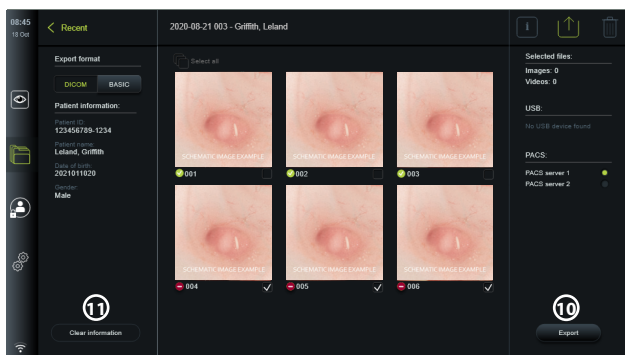 08:45
18 Oct
Recent
2020-08-21 003 - Griffith, Leland
i
Export format
DICOM BASIC
Patient information:
Patient ID
123456789-1234
Patient name
Leland, Griffith
Date of birth
2021011020
Gender
Male
11
Clear information
Select all
SCHEMATIC IMAGE EXAMPLE
SCHEMATIC IMAGE EXAMPLE
SCHEMATIC IMAGE EXAMPLE
001
002
003
SCHEMATIC IMAGE EXAMPLE
SCHEMATIC IMAGE EXAMPLE
SCHEMATIC IMAGE EXAMPLE
004
005
006
Selected files:
Images: 0
Videos: 0
USB:
No USB device found
PACS:
PACS server 1
PACS server 2
10
Export